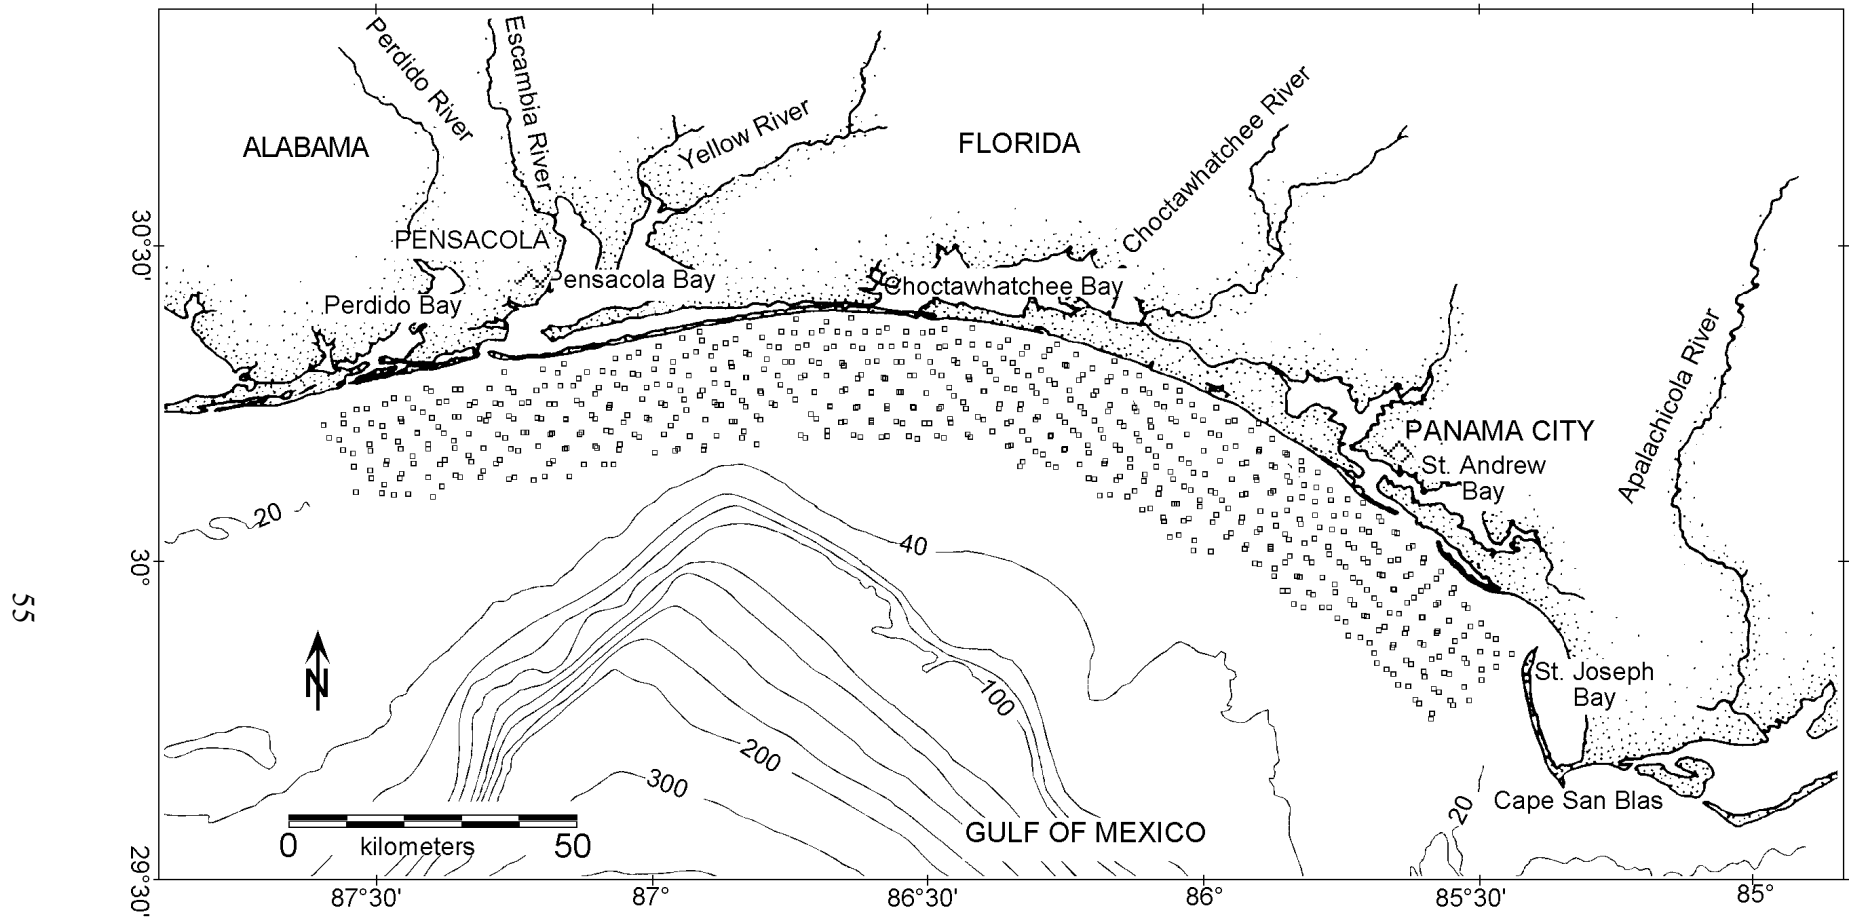 Perdido River
Escambia River
Yellow River
Choctawhatchee River
ALABAMA
FLORIDA
30°30'
PENSACOLA
Pensacola Bay
Choctawhatchee Bay
Perdido Bay
Apalachicola River
PANAMA CITY
St. Andrew
Bay
20
40
30°
55
N
100
St. Joseph
Bay
200
300
Cape San Blas
20
GULF OF MEXICO
0 kilometers 50
29°30'
87°30'
87°
86°30'
86°
85°30'
85°